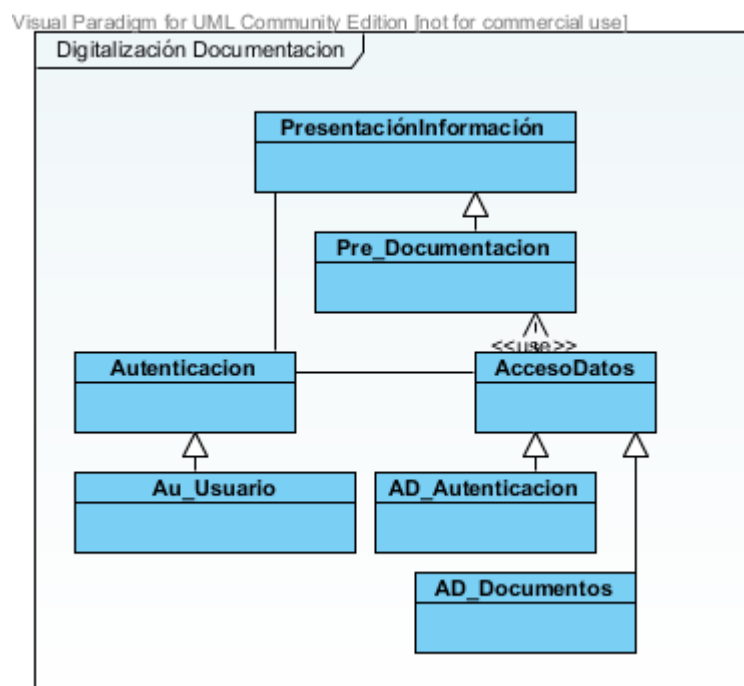 Visual Paradigm for UML Community Edition [not for commercial use]
Digitalización Documentacion
PresentaciónInformación
Pre_Documentacion
<<use>>
Autenticacion
AccesoDatos
Au_Usuario
AD_Autenticacion
AD_Documentos